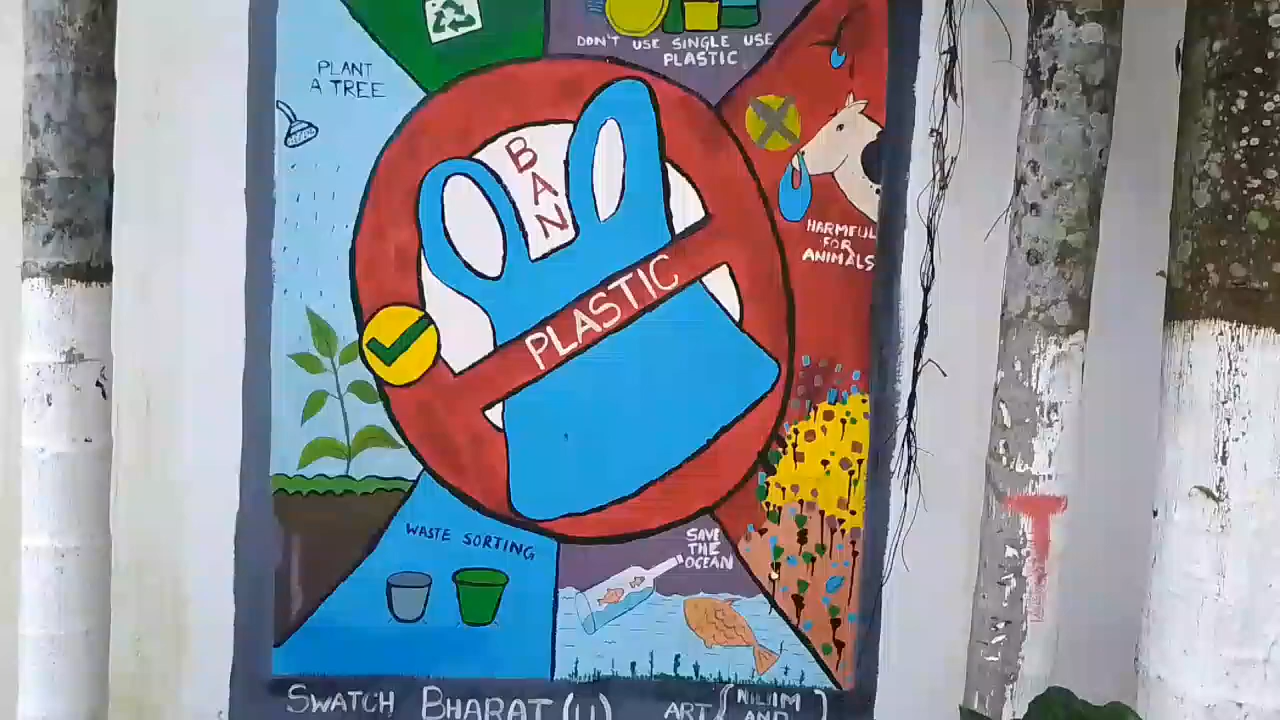 DON'T USE SINGLE USE
PLASTIC
PLANT
A TREE
BAN
PLASTIC
HARMFUL
FOR
ANIMALS
WASTE SORTING
SAVE
THE
OCEAN
SWATCH BHARAT (U)
ART { AND }